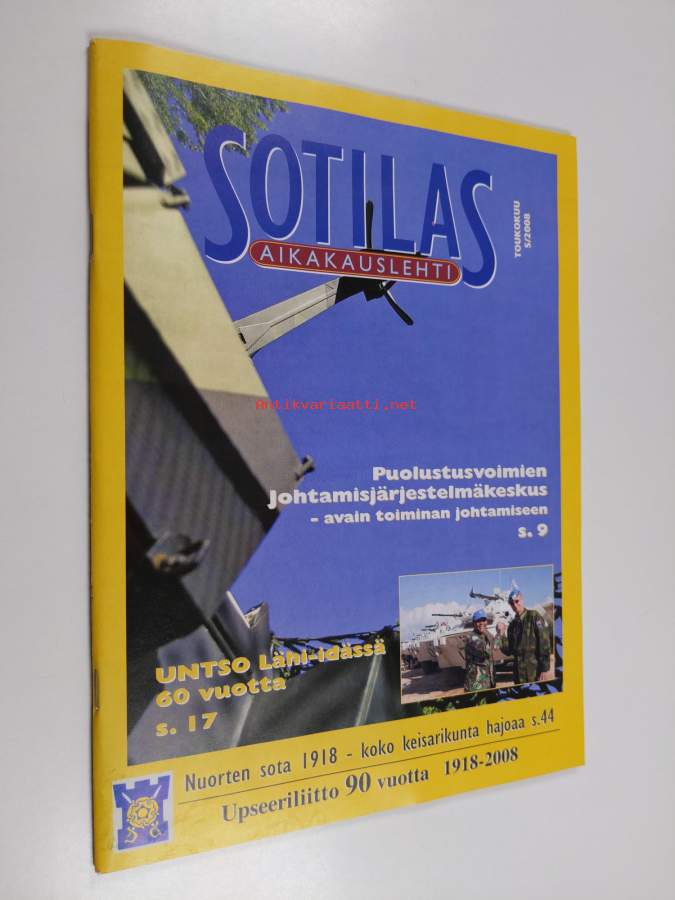 SOTILAS
AIKAKAUSLEHTI
TOUKOKUU
5/2008
Antikvariaatti.net
Puolustusvoimien
Johtamisjärjestelmäkeskus
- avain toiminan johtamiseen
s. 9
UNTSO Lähi-idässä
60 vuotta
s. 17
Nuorten sota 1918 - koko keisarikunta hajoaa s.44
Upseeriliitto 90 vuotta 1918-2008